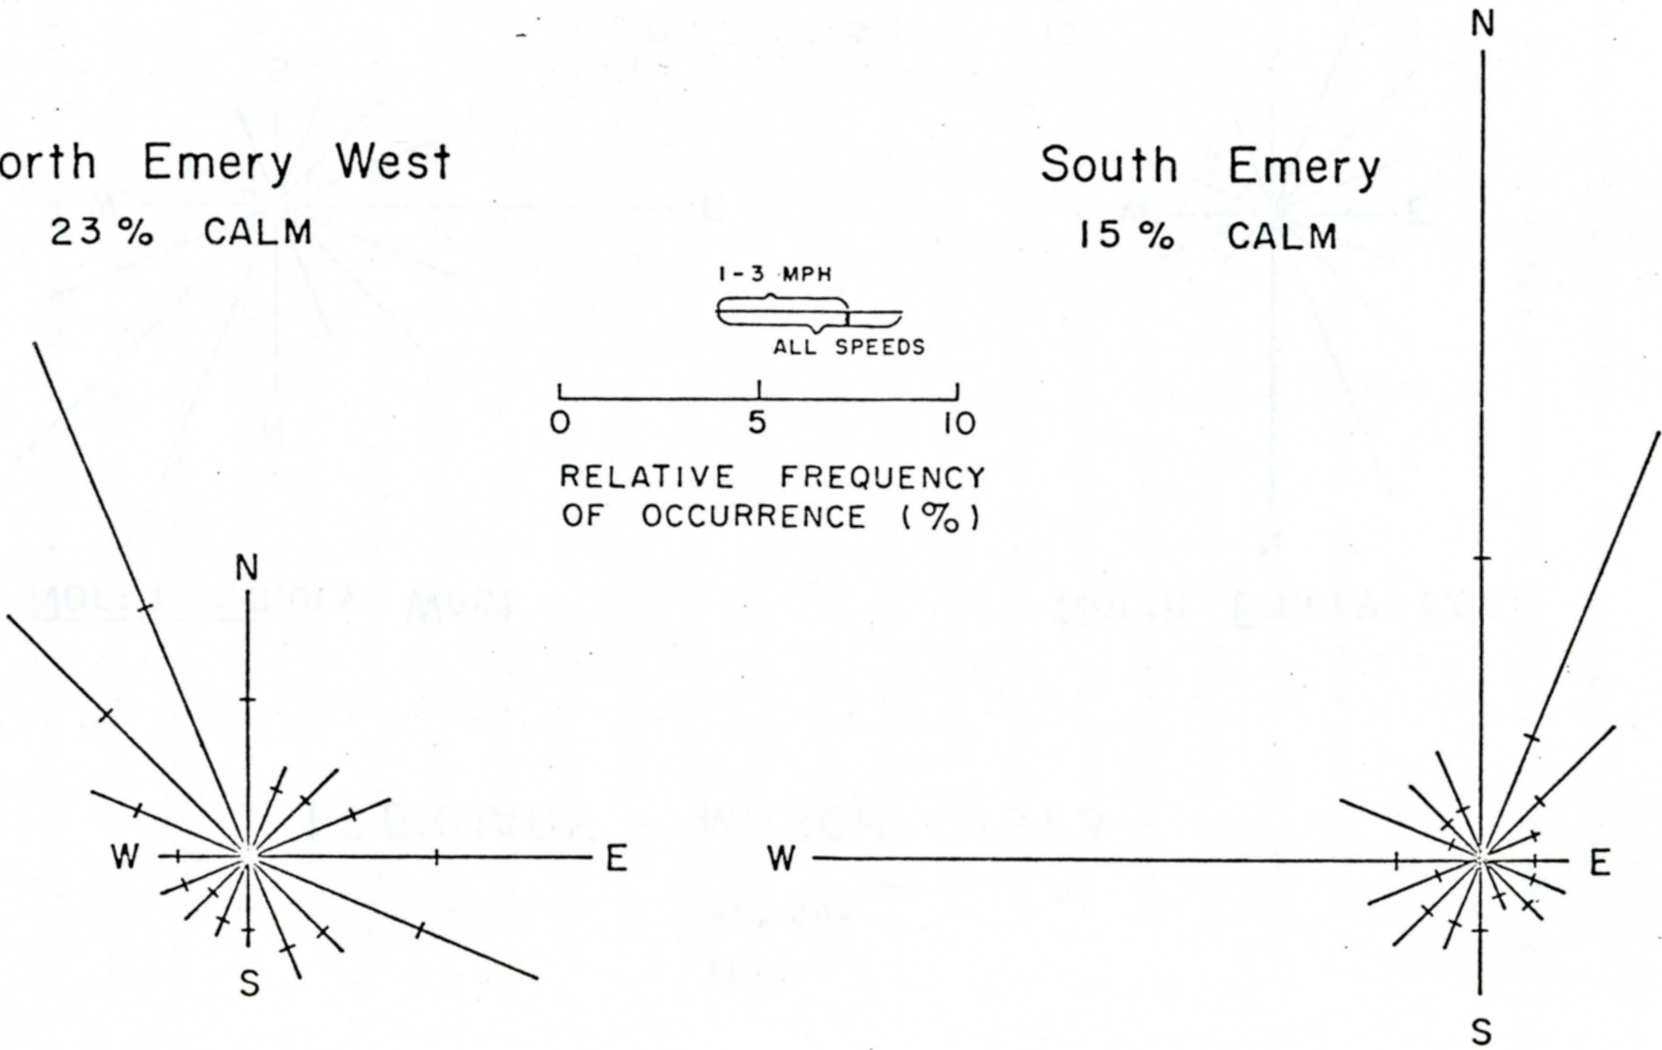 N
orth Emery West
23 % CALM
South Emery
15 % CALM
1-3 MPH
ALL SPEEDS
0 5 10
RELATIVE FREQUENCY
OF OCCURRENCE (%)
N
W E
S
W E
S